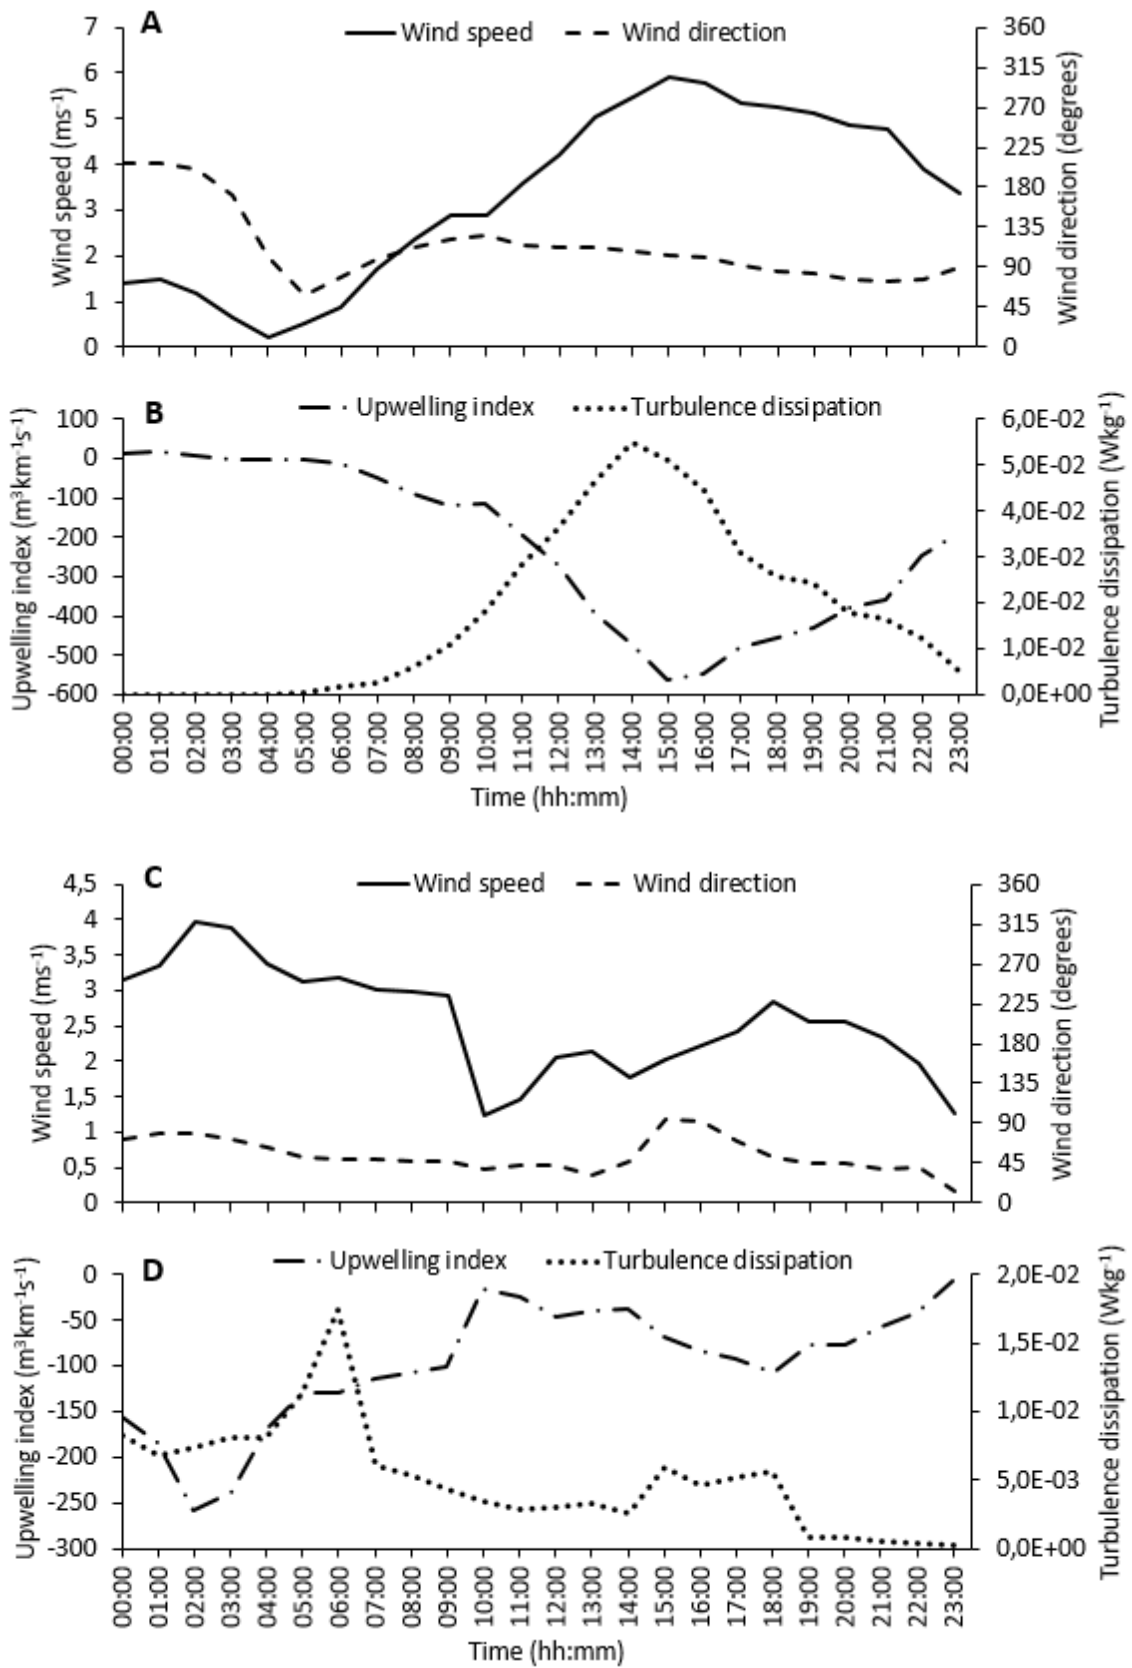 A
Wind speed
Wind direction
7
6
5
4
3
2
1
0
Wind speed (ms⁻¹)
360
315
270
225
180
135
90
45
0
Wind direction (degrees)
B
Upwelling index
Turbulence dissipation
100
0
-100
-200
-300
-400
-500
-600
Upwelling index (m³km⁻¹s⁻¹)
6,0E-02
5,0E-02
4,0E-02
3,0E-02
2,0E-02
1,0E-02
0,0E+00
Turbulence dissipation (Wkg⁻¹)
00:00 01:00 02:00 03:00 04:00 05:00 06:00 07:00 08:00 09:00 10:00 11:00 12:00 13:00 14:00 15:00 16:00 17:00 18:00 19:00 20:00 21:00 22:00 23:00
Time (hh:mm)
C
Wind speed
Wind direction
4,5
4
3,5
3
2,5
2
1,5
1
0,5
0
Wind speed (ms⁻¹)
360
315
270
225
180
135
90
45
0
Wind direction (degrees)
D
Upwelling index
Turbulence dissipation
0
-50
-100
-150
-200
-250
-300
Upwelling index (m³km⁻¹s⁻¹)
2,0E-02
1,5E-02
1,0E-02
5,0E-03
0,0E+00
Turbulence dissipation (Wkg⁻¹)
00:00 01:00 02:00 03:00 04:00 05:00 06:00 07:00 08:00 09:00 10:00 11:00 12:00 13:00 14:00 15:00 16:00 17:00 18:00 19:00 20:00 21:00 22:00 23:00
Time (hh:mm)